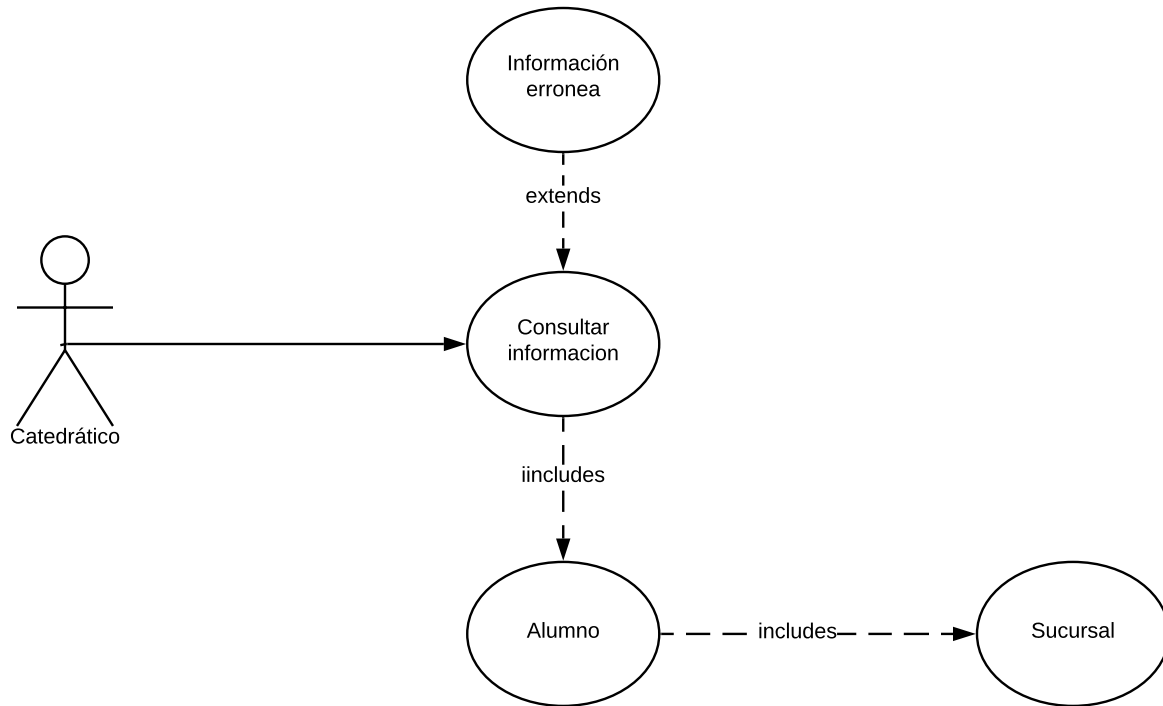 Información
erronea
extends
Consultar
informacion
Catedrático
iincludes
Alumno
includes
Sucursal